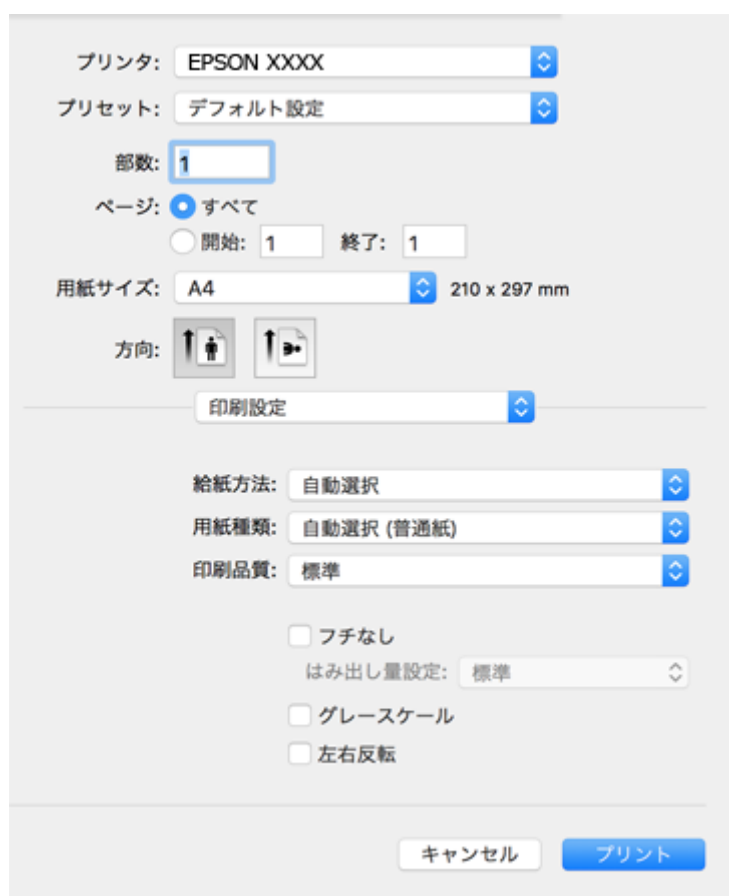 プリンタ: EPSON XXXX
プリセット: デフォルト設定
部数: 1
ページ: すべて
開始: 1 終了: 1
用紙サイズ: A4 210 x 297 mm
方向:
印刷設定
給紙方法: 自動選択
用紙種類: 自動選択 (普通紙)
印刷品質: 標準
フチなし
はみ出し量設定: 標準
グレースケール
左右反転
キャンセル プリント